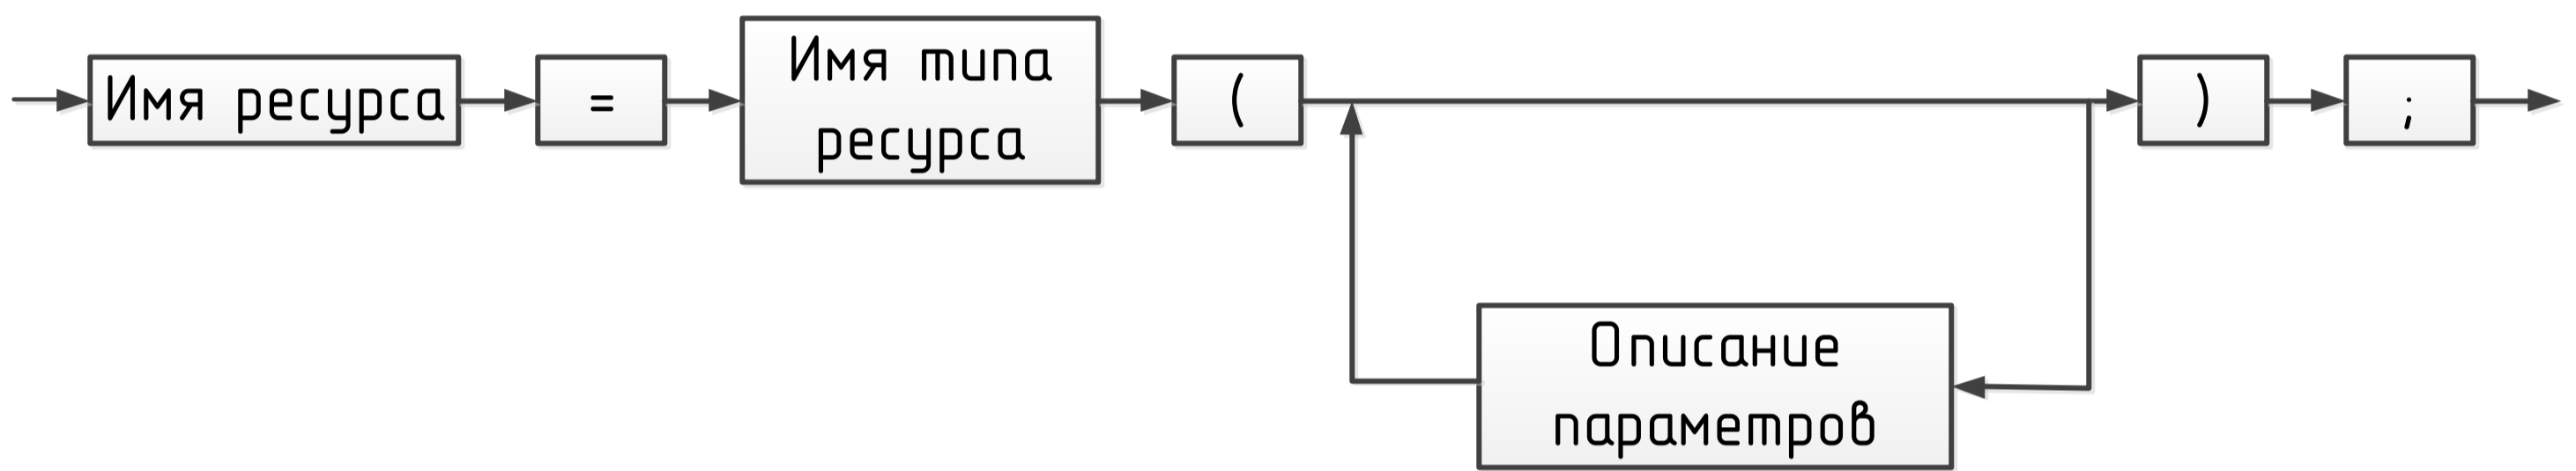 Имя ресурса
=
Имя типа
ресурса
(
)
;
Описание
параметров